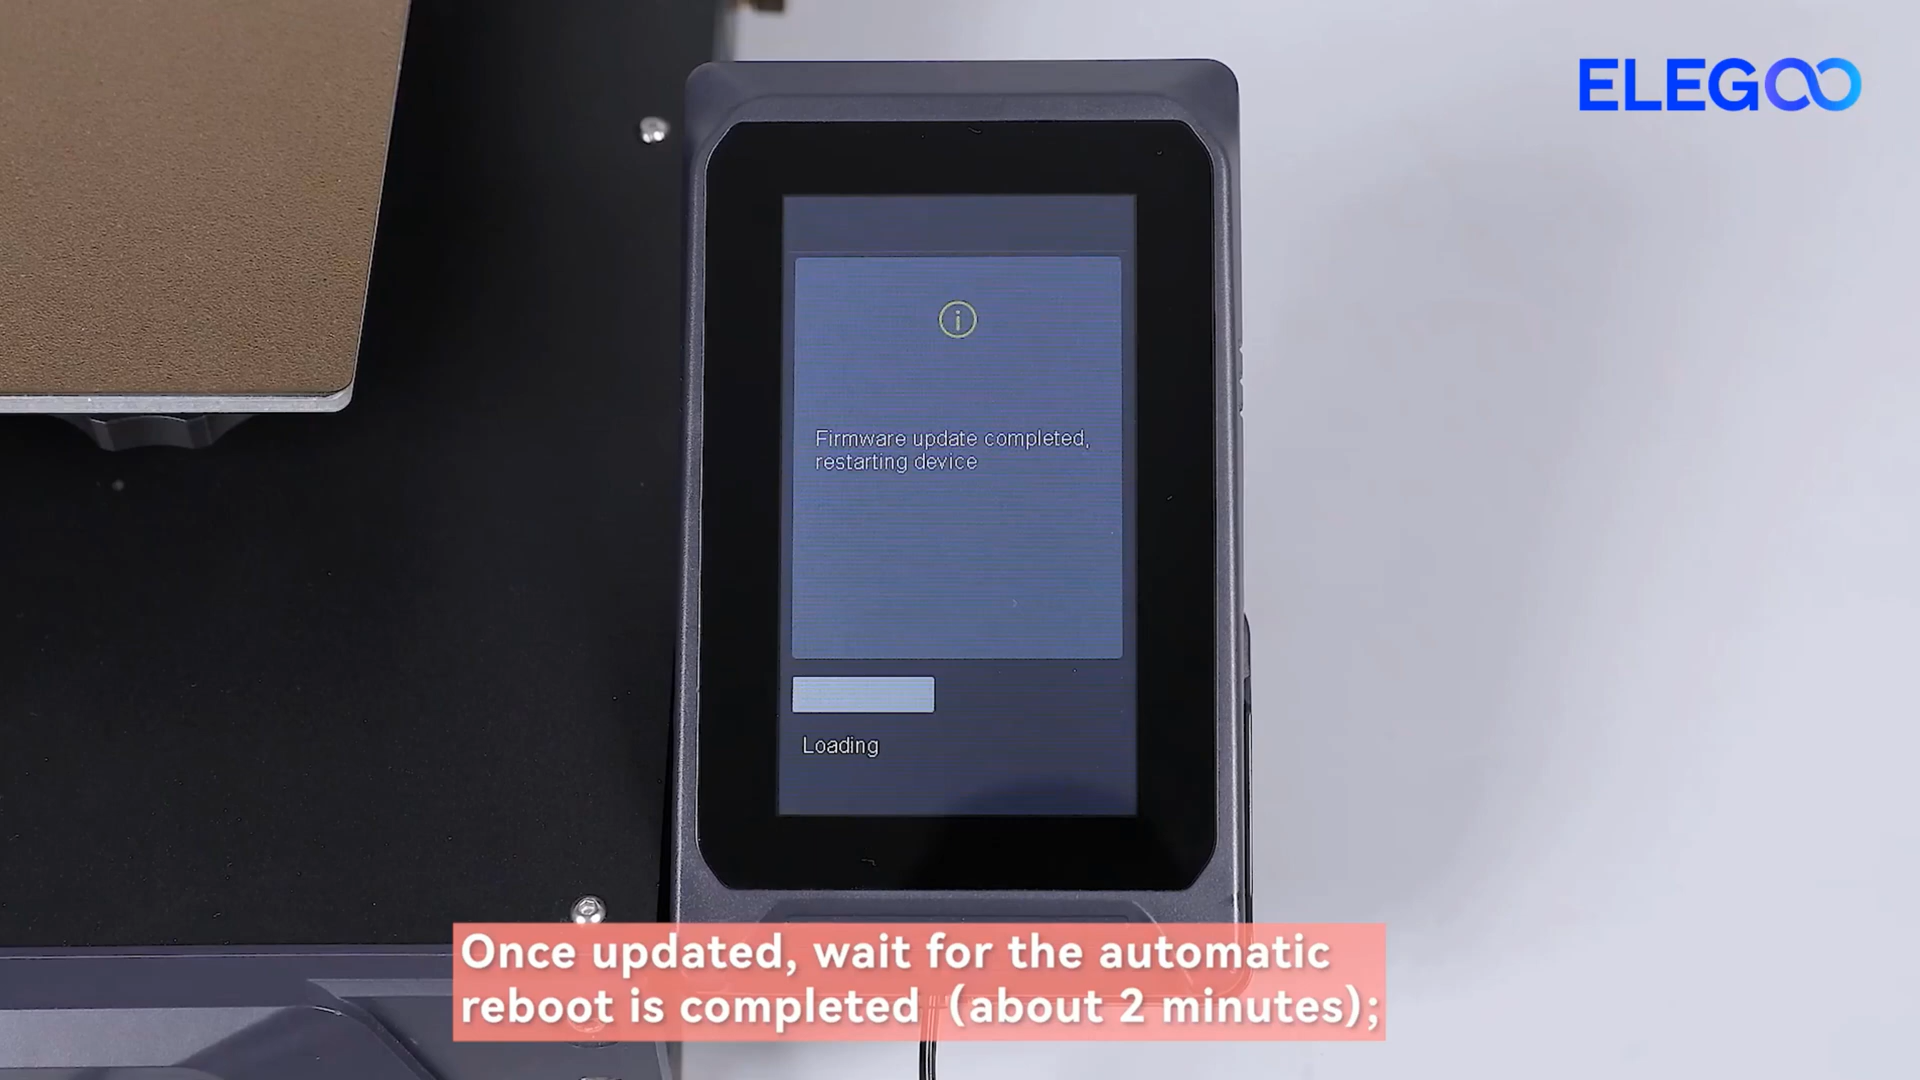 ELEGOO
Firmware update completed,
restarting device
Loading
Once updated, wait for the automatic
reboot is completed（about 2 minutes);